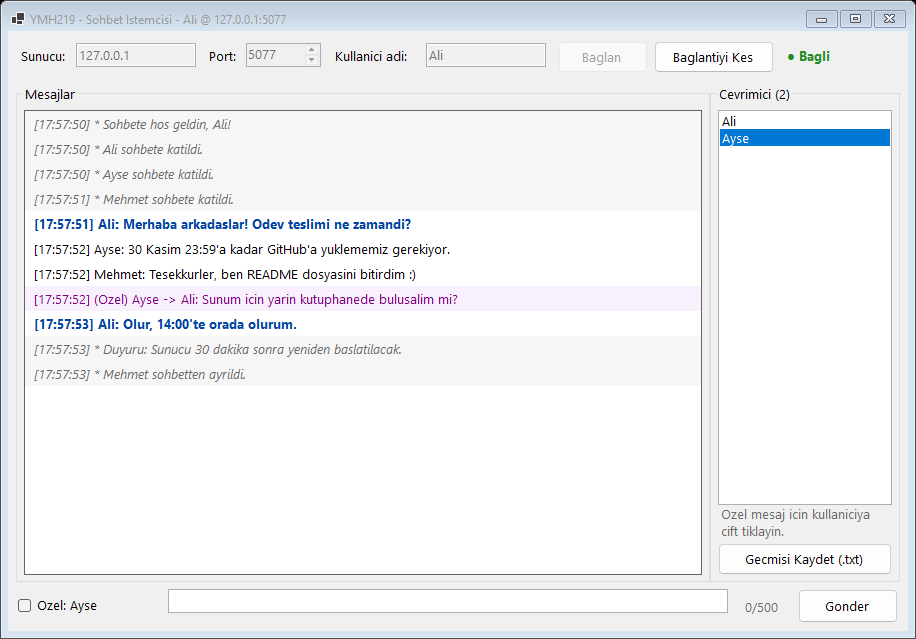 YMH219 - Sohbet Istemcisi - Ali @ 127.0.0.1:5077
Sunucu: 127.0.0.1 Port: 5077 Kullanici adi: Ali Baglan Baglantiyi Kes ● Bagli
Mesajlar
[17:57:50] * Sohbete hos geldin, Ali!
[17:57:50] * Ali sohbete katildi.
[17:57:50] * Ayse sohbete katildi.
[17:57:51] * Mehmet sohbete katildi.
[17:57:51] Ali: Merhaba arkadaslar! Odev teslimi ne zamandi?
[17:57:52] Ayse: 30 Kasim 23:59'a kadar GitHub'a yuklememiz gerekiyor.
[17:57:52] Mehmet: Tesekkurler, ben README dosyasini bitirdim :)
[17:57:52] (Ozel) Ayse -> Ali: Sunum icin yarin kutuphanede bulusalim mi?
[17:57:53] Ali: Olur, 14:00'te orada olurum.
[17:57:53] * Duyuru: Sunucu 30 dakika sonra yeniden baslatilacak.
[17:57:53] * Mehmet sohbetten ayrildi.
Cevrimici (2)
Ali
Ayse
Ozel mesaj icin kullaniciya
cift tiklayin.
Gecmisi Kaydet (.txt)
Ozel: Ayse 0/500 Gonder